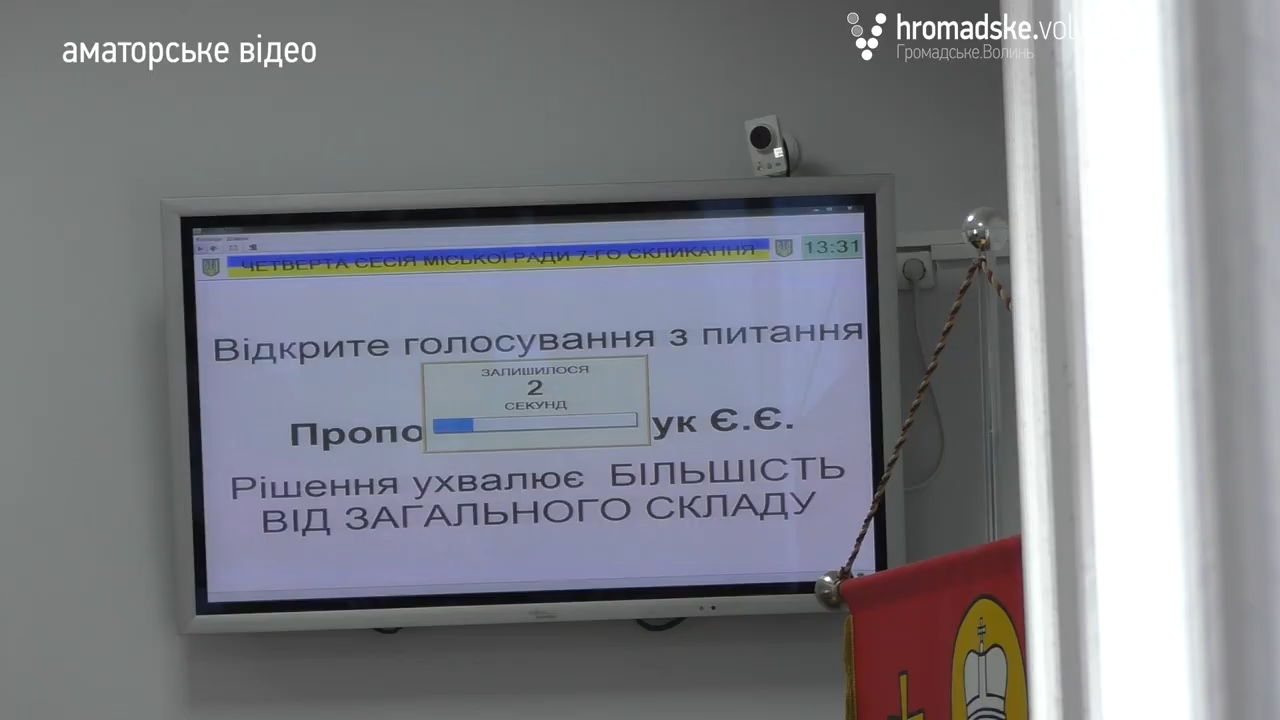 аматорське відео
hromadske.vol
Громадське.Волинь
ЧЕТВЕРТА СЕСІЯ МІСЬКОЇ РАДИ 7-ГО СКЛИКАННЯ
13:31
Відкрите голосування з питання
ЗАЛИШИЛОСЯ
2
СЕКУНД
Пропо ук Є.Є.
Рішення ухвалює БІЛЬШІСТЬ
ВІД ЗАГАЛЬНОГО СКЛАДУ